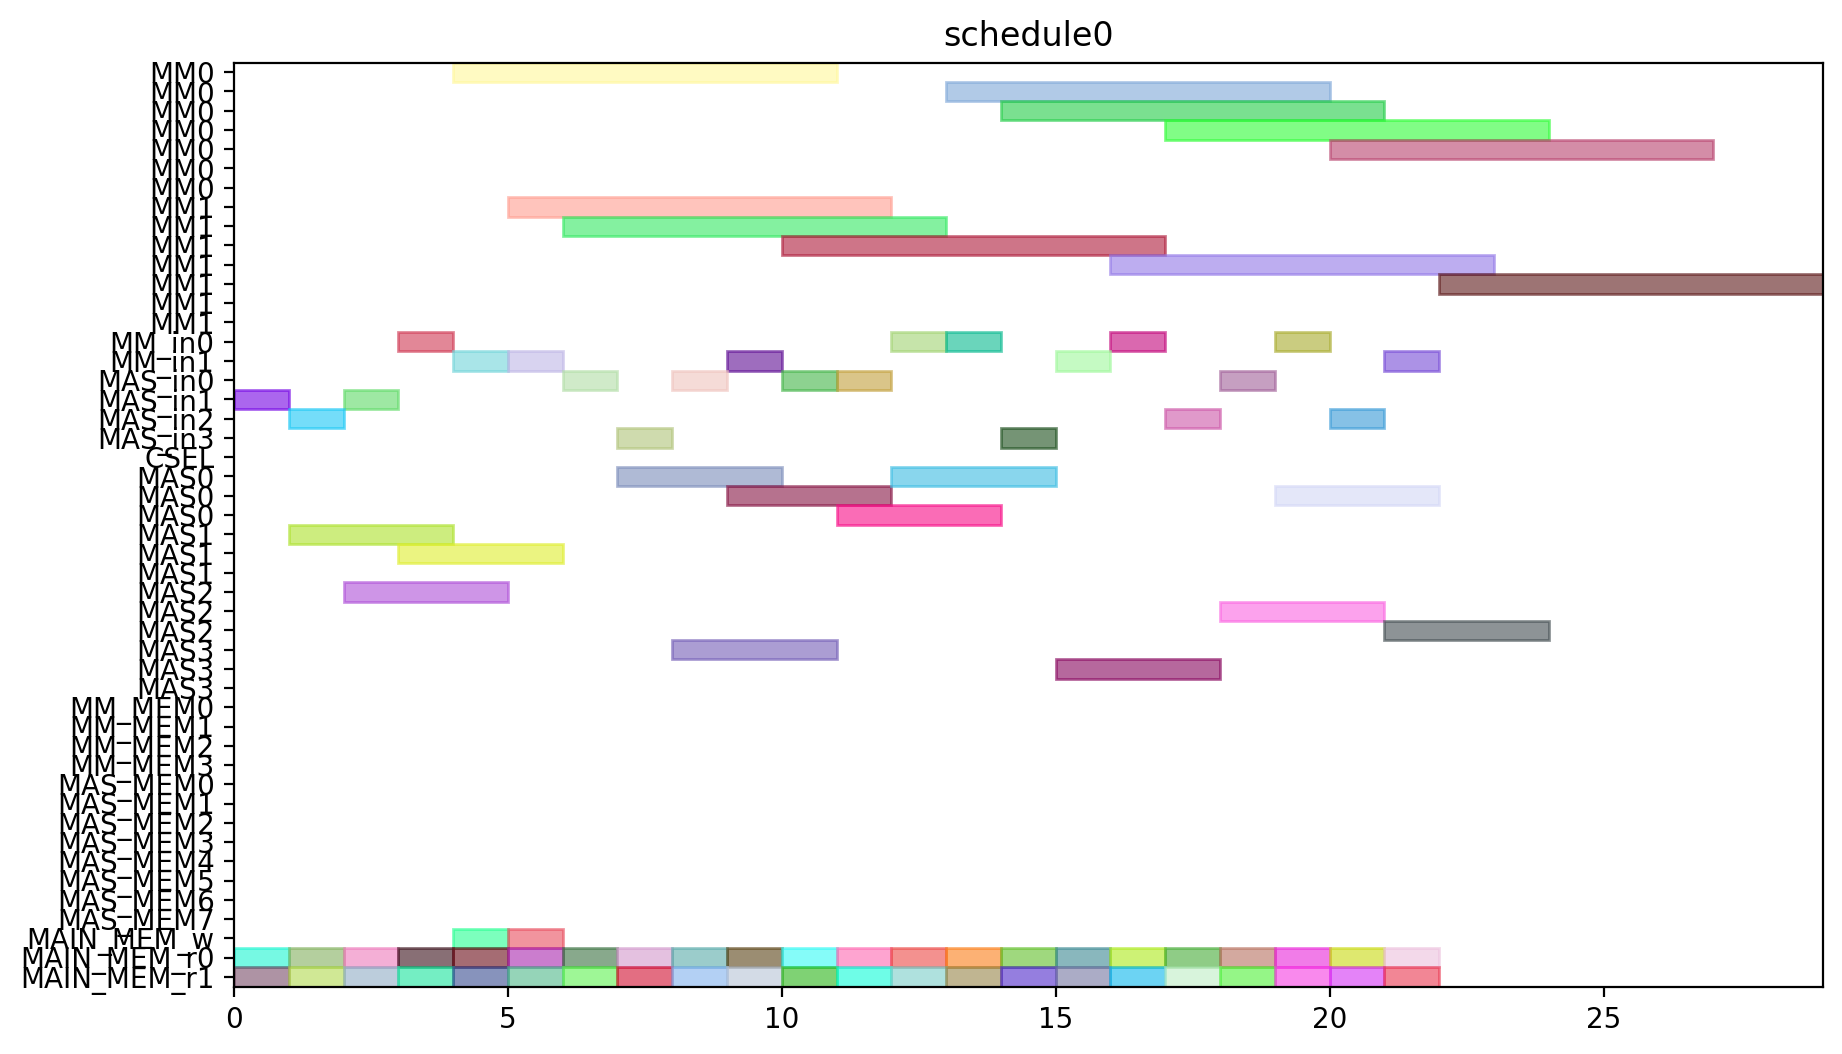 schedule0
MM0
MM0
MM0
MM0
MM0
MM0
MM0
MM1
MM1
MM1
MM1
MM1
MM1
MM1
MM_in0
MM_in1
MAS_in0
MAS_in1
MAS_in2
MAS_in3
CSEL
MAS0
MAS0
MAS0
MAS1
MAS1
MAS1
MAS2
MAS2
MAS2
MAS3
MAS3
MAS3
MM_MEM0
MM_MEM1
MM_MEM2
MM_MEM3
MAS_MEM0
MAS_MEM1
MAS_MEM2
MAS_MEM3
MAS_MEM4
MAS_MEM5
MAS_MEM6
MAS_MEM7
MAIN_MEM_w
MAIN_MEM_r0
MAIN_MEM_r1
0 5 10 15 20 25